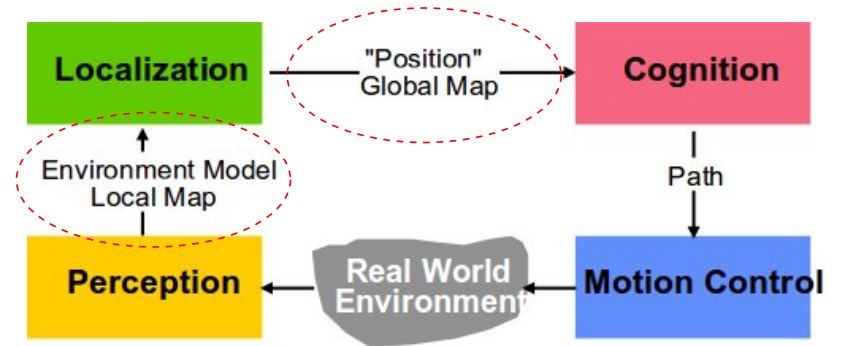 Localization
"Position"
Global Map
Cognition
Environment Model
Local Map
Path
Perception
Real World
Environment
Motion Control